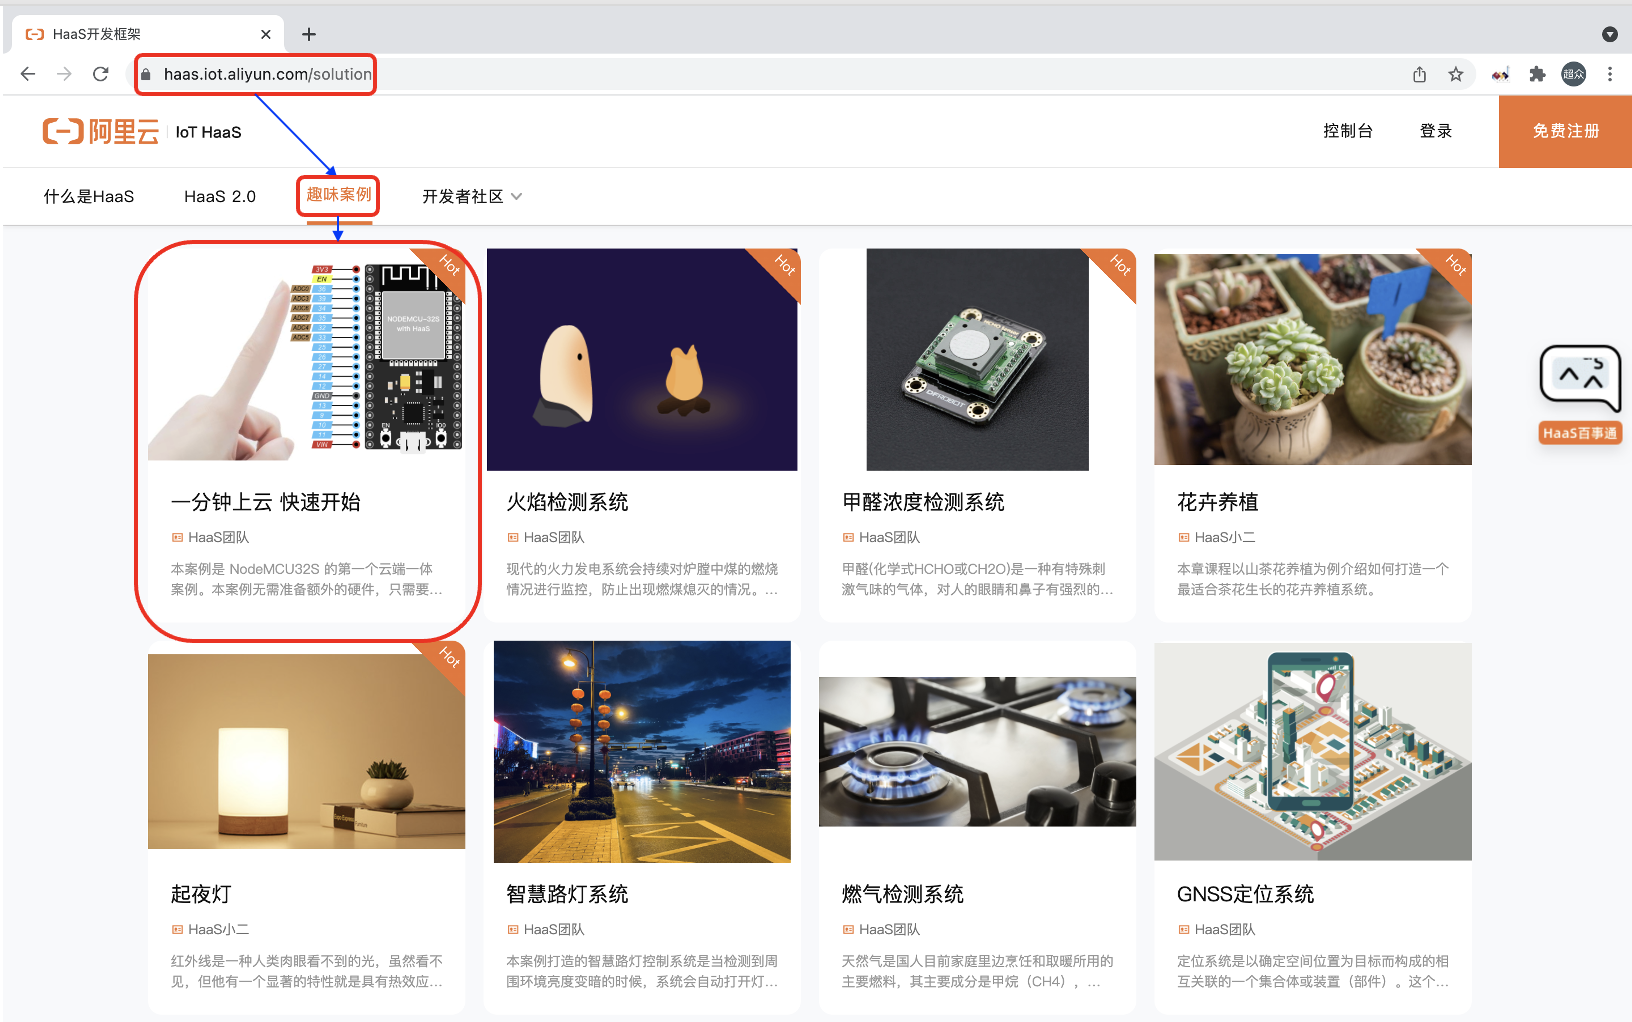 HaaS开发框架
haas.iot.aliyun.com/solution
超众
阿里云 IoT HaaS
控制台
登录
免费注册
什么是HaaS
HaaS 2.0
趣味案例
开发者社区
Hot
Hot
Hot
Hot
3V3
EN
ADC0
ADC3
ADC6
ADC7
ADC4
ADC5
GND
VIN
NODEMCU-32S
with HaaS
EN
IO0
DFROBOT
HaaS百事通
一分钟上云 快速开始
HaaS团队
本案例是 NodeMCU32S 的第一个云端一体
案例。本案例无需准备额外的硬件，只需要...
火焰检测系统
HaaS团队
现代的火力发电系统会持续对炉膛中煤的燃烧
情况进行监控，防止出现燃煤熄灭的情况。...
甲醛浓度检测系统
HaaS团队
甲醛(化学式HCHO或CH2O)是一种有特殊刺
激气味的气体，对人的眼睛和鼻子有强烈的...
花卉养植
HaaS小二
本章课程以山茶花养植为例介绍如何打造一个
最适合茶花生长的花卉养植系统。
Hot
起夜灯
HaaS小二
红外线是一种人类肉眼看不到的光，虽然看不
见，但他有一个显著的特性就是具有热效应...
智慧路灯系统
HaaS团队
本案例打造的智慧路灯控制系统是当检测到周
围环境亮度变暗的时候，系统会自动打开灯...
燃气检测系统
HaaS团队
天然气是国人目前家庭里边烹饪和取暖所用的
主要燃料，其主要成分是甲烷（CH4），...
GNSS定位系统
HaaS团队
定位系统是以确定空间位置为目标而构成的相
互关联的一个集合体或装置（部件）。这个...